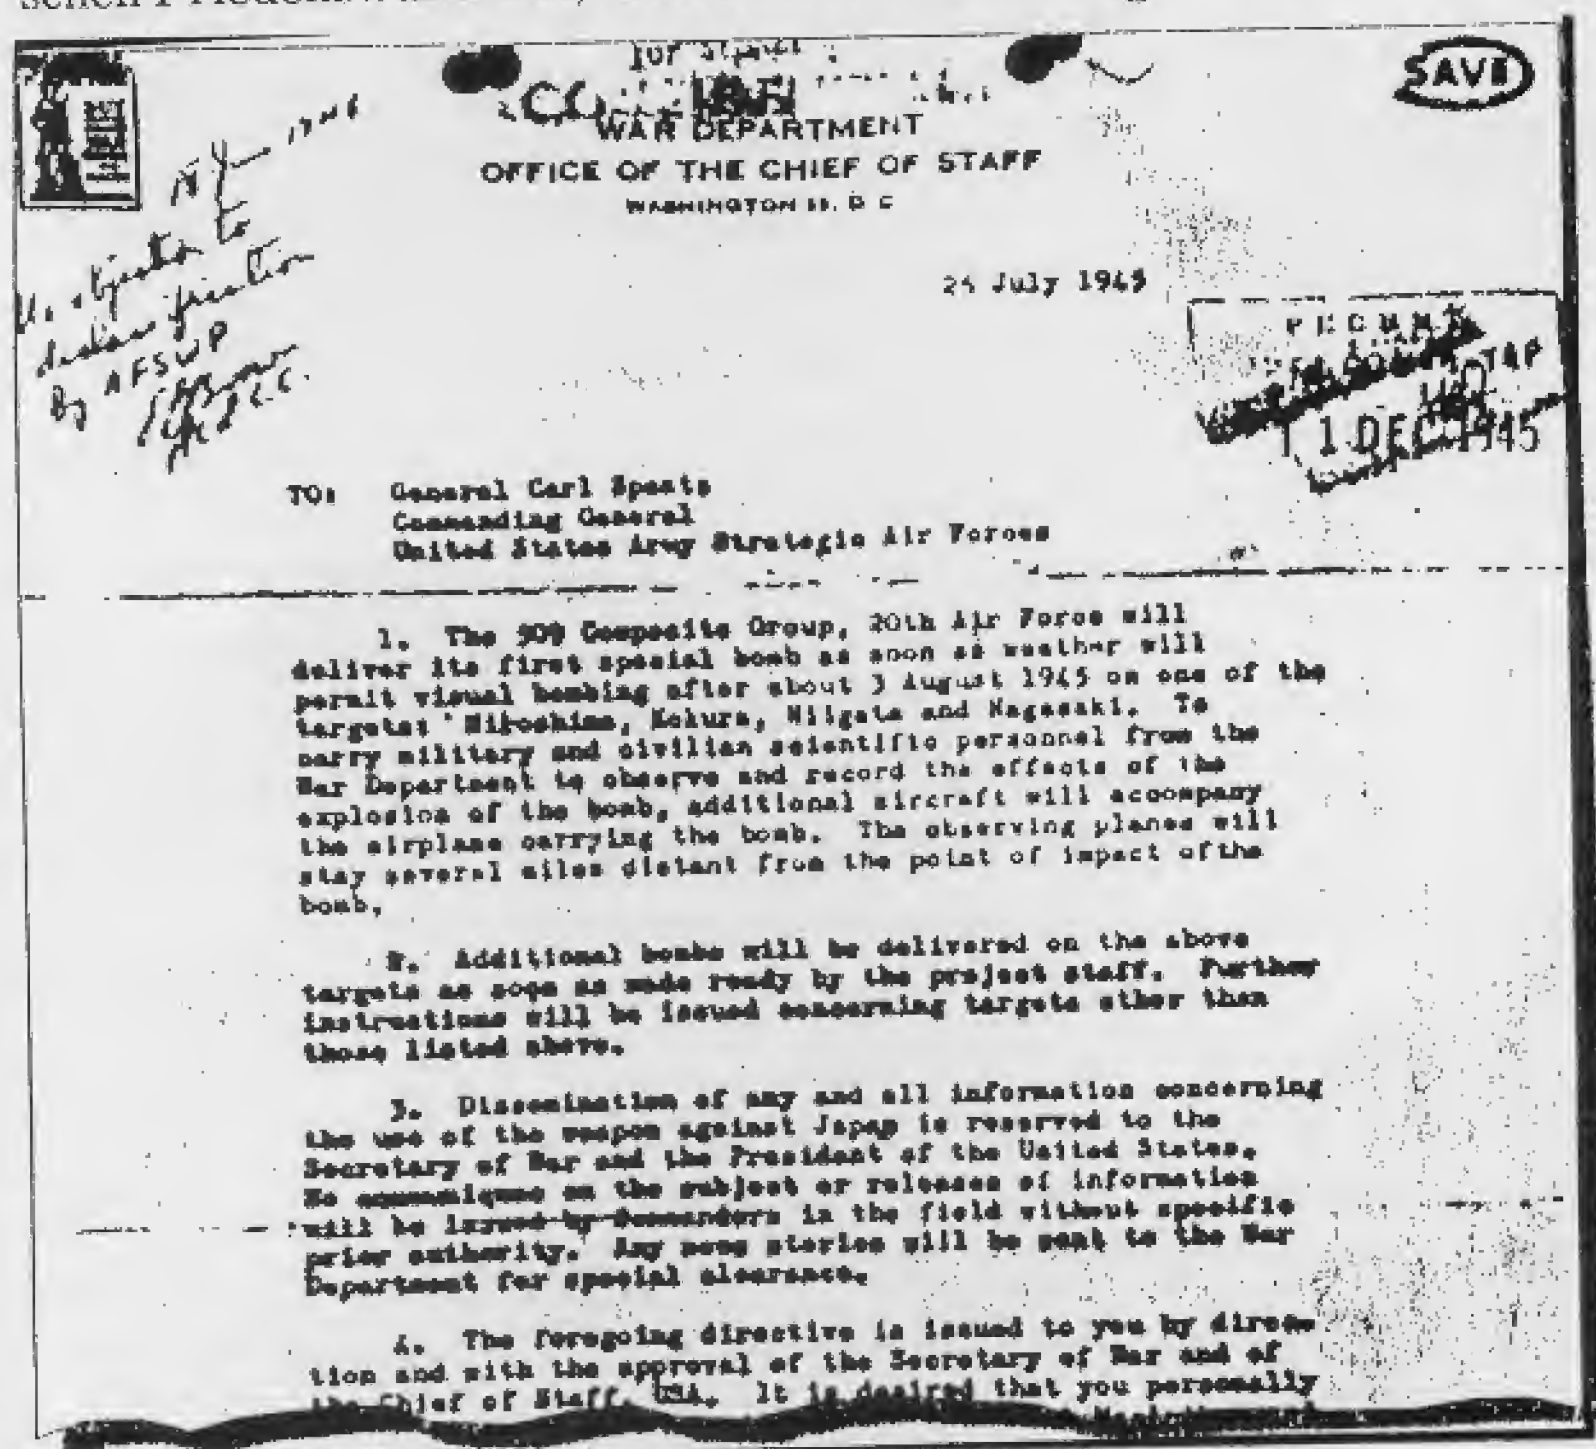 SAVE
WAR DEPARTMENT
OFFICE OF THE CHIEF OF STAFF
WASHINGTON D C
July 1945
declassification
By AFSWP
11 DEC 1945
TO: General Carl Spaats
Commanding General
United States Army Strategic Air Forces
1. The 509 Composite Group, 20th Air Force will
deliver its first special bomb as soon as weather will
permit visual bombing after about 3 August 1945 on one of the
targets: Hiroshima, Kokura, Niigata and Nagasaki. To
carry military and civilian scientific personnel from the
War Department to observe and record the effects of the
explosion of the bomb, additional aircraft will accompany
the airplane carrying the bomb. The observing planes will
stay several miles distant from the point of impact ofthe
bomb.
2. Additional bombs will be delivered on the above
targets as soon as made ready by the project staff. Further
instructions will be issued concerning targets other than
those listed above.
3. Dissemination of any and all information concerning
the use of the weapon against Japan is reserved to the
Secretary of War and the President of the United States.
No communiques on the subject or releases of information
will be issued by Commanders in the field without specific
prior authority. Any news stories will be sent to the War
Department for special clearance.
4. The foregoing directive is issued to you by direc-
tion and with the approval of the Secretary of War and of
the Chief of Staff, USA. It is desired that you personally